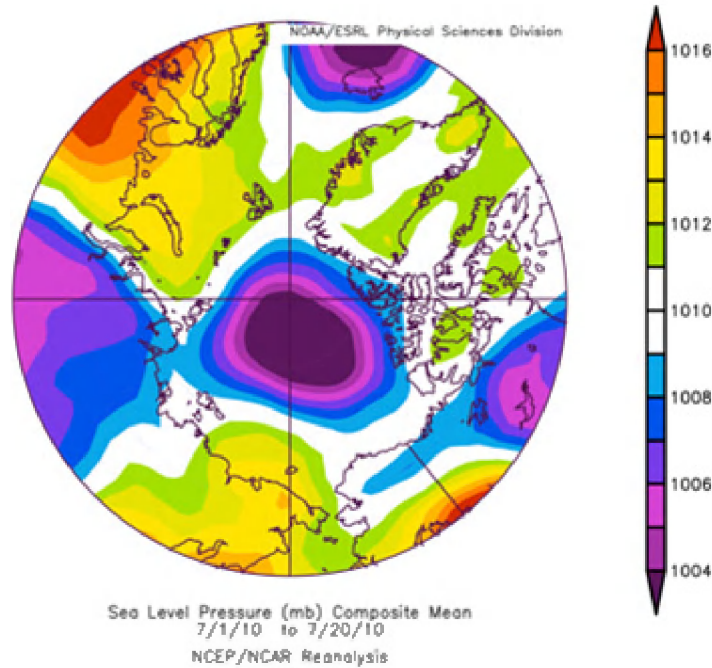 NOAA/ESRL Physical Sciences Division
1016
1014
1012
1010
1008
1006
1004
Sea Level Pressure (mb) Composite Mean
7/1/10 to 7/20/10
NCEP/NCAR Reanalysis